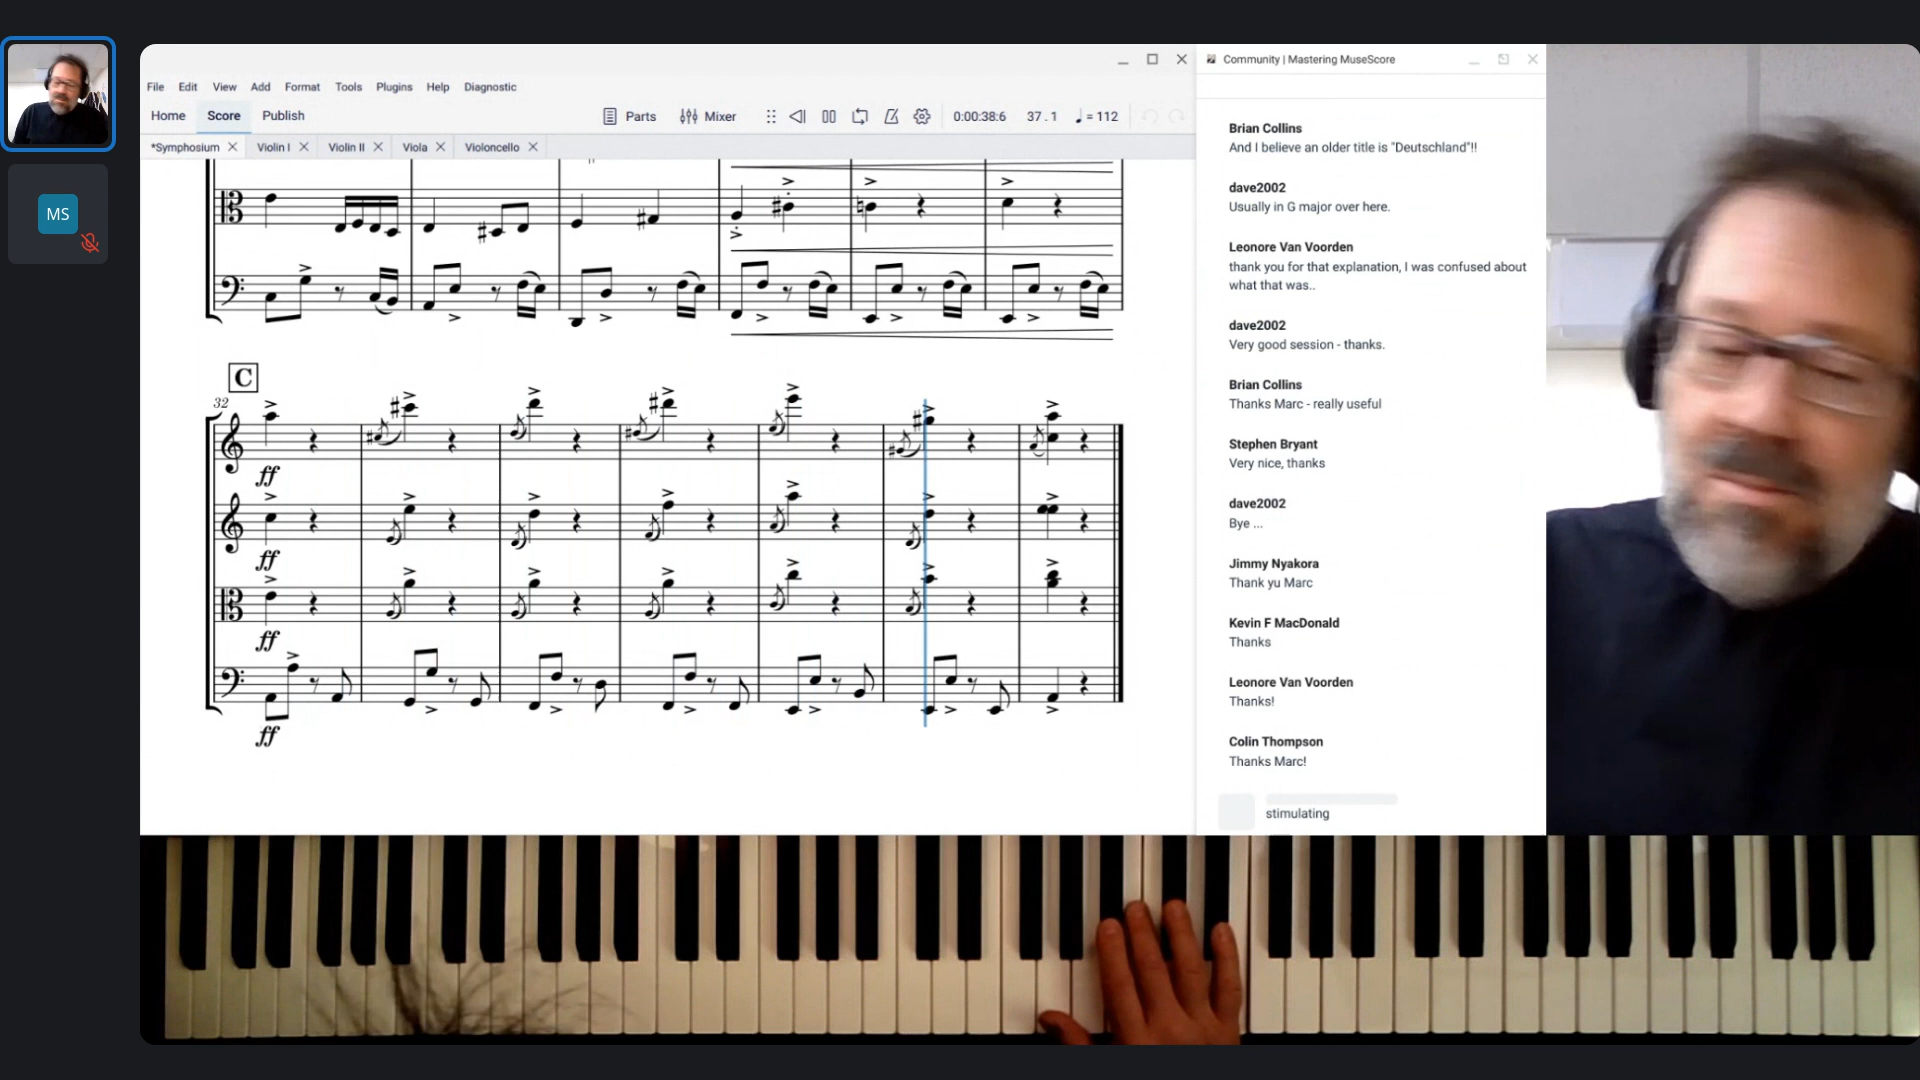 MS
File Edit View Add Format Tools Plugins Help Diagnostic
Home Score Publish
Parts Mixer 0:00:38:6 37 . 1 ♩ = 112
*Symphosium Violin I Violin II Viola Violoncello
C
32
ff
ff
ff
ff
Community | Mastering MuseScore
Brian Collins
And I believe an older title is "Deutschland"!!
dave2002
Usually in G major over here.
Leonore Van Voorden
thank you for that explanation, I was confused about
what that was..
dave2002
Very good session - thanks.
Brian Collins
Thanks Marc - really useful
Stephen Bryant
Very nice, thanks
dave2002
Bye ...
Jimmy Nyakora
Thank yu Marc
Kevin F MacDonald
Thanks
Leonore Van Voorden
Thanks!
Colin Thompson
Thanks Marc!
stimulating